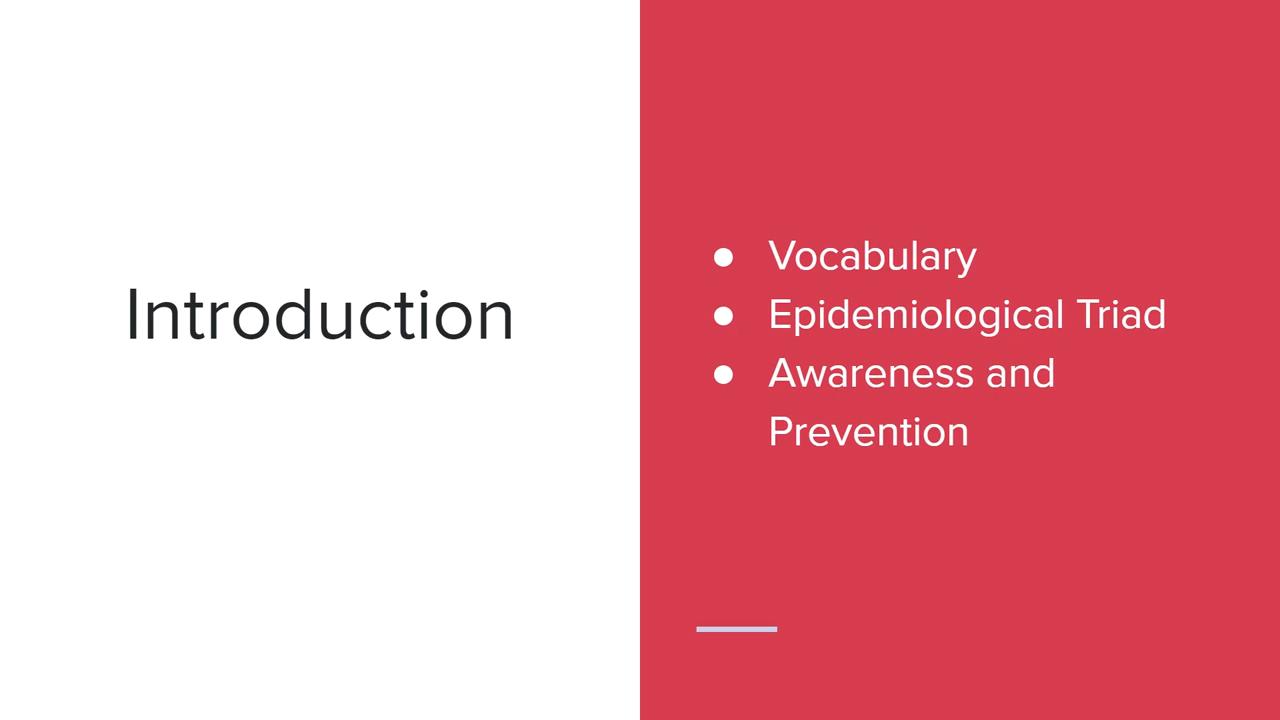 Introduction
● Vocabulary
● Epidemiological Triad
● Awareness and
Prevention